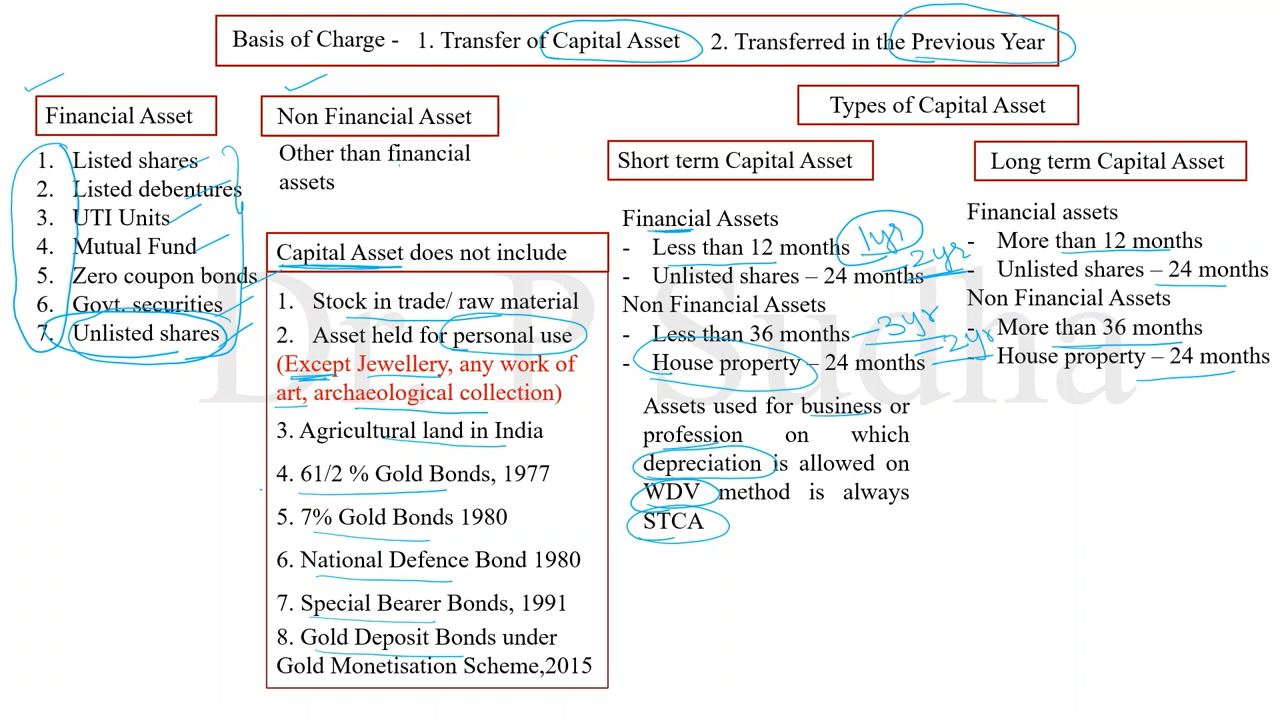 Basis of Charge - 1. Transfer of Capital Asset 2. Transferred in the Previous Year
Financial Asset
1. Listed shares
2. Listed debentures
3. UTI Units
4. Mutual Fund
5. Zero coupon bonds
6. Govt. securities
7. Unlisted shares
Non Financial Asset
Other than financial
assets
Capital Asset does not include
1. Stock in trade/ raw material
2. Asset held for personal use
(Except Jewellery, any work of
art, archaeological collection)
3. Agricultural land in India
4. 61/2 % Gold Bonds, 1977
5. 7% Gold Bonds 1980
6. National Defence Bond 1980
7. Special Bearer Bonds, 1991
8. Gold Deposit Bonds under
Gold Monetisation Scheme,2015
Types of Capital Asset
Short term Capital Asset
Financial Assets
- Less than 12 months 1yr
- Unlisted shares – 24 months 2yr
Non Financial Assets
- Less than 36 months 3yr
- House property – 24 months 2yr
Assets used for business or
profession on which
depreciation is allowed on
WDV method is always
STCA
Long term Capital Asset
Financial assets
- More than 12 months
- Unlisted shares – 24 months
Non Financial Assets
- More than 36 months
- House property – 24 months
Dr. P Sudha